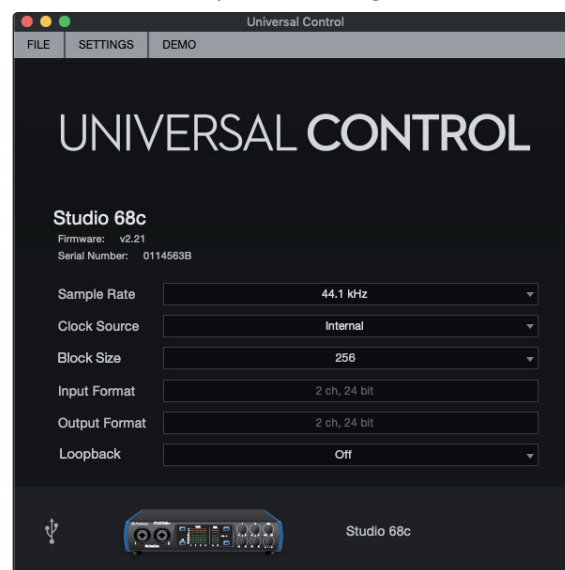 Universal Control
FILE SETTINGS DEMO
UNIVERSAL CONTROL
Studio 68c
Firmware: v2.21
Serial Number: 0114563B
Sample Rate 44.1 kHz
Clock Source Internal
Block Size 256
Input Format 2 ch, 24 bit
Output Format 2 ch, 24 bit
Loopback Off
Studio 68c